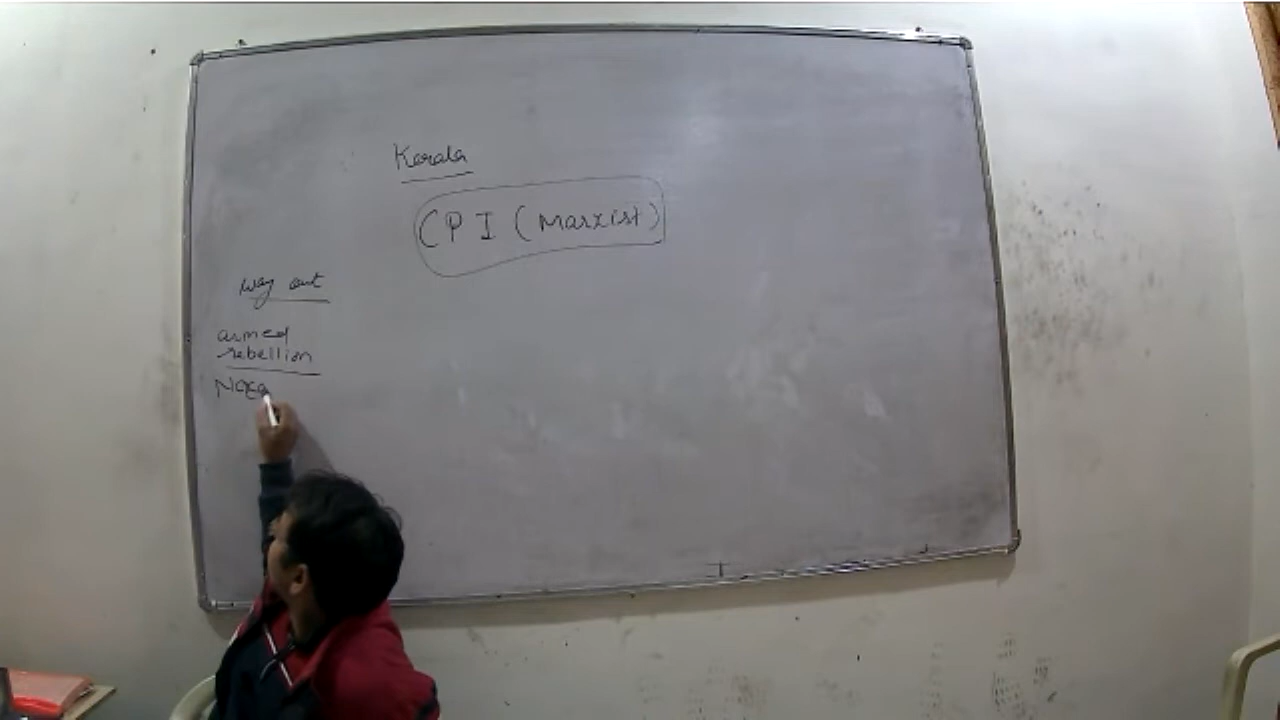 Kerala
CPI (Marxist)
way out
armed
rebellion
Naxa